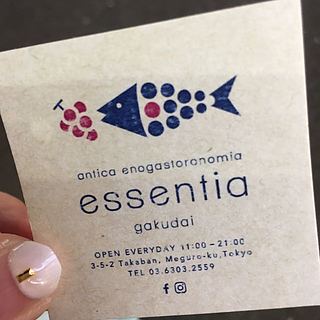 antica enogastoronomia
essentia
gakudai
OPEN EVERYDAY 11:00-21:00
3-5-2 Takaban, Meguro-ku, Tokyo
TEL 03.6303.2559